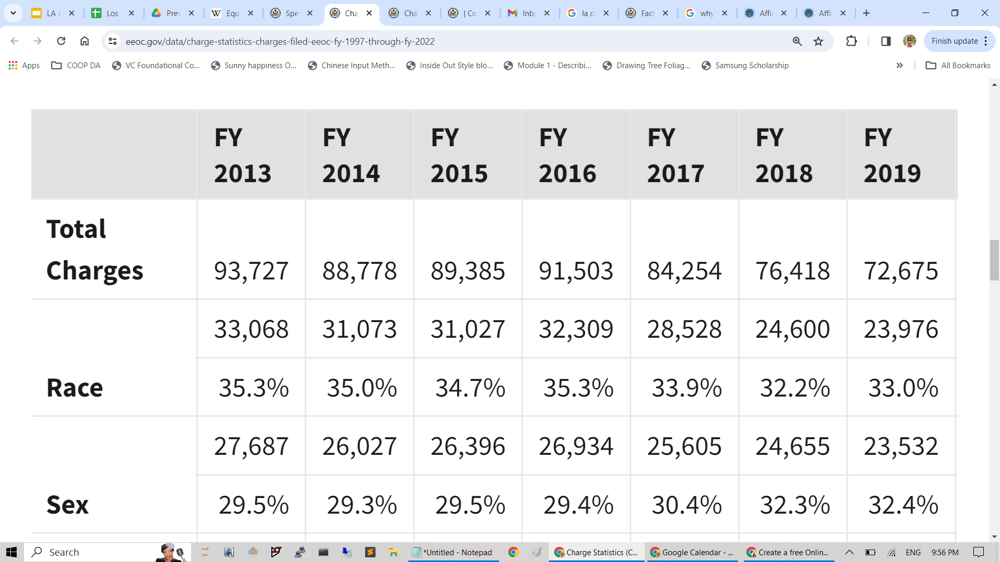 LA J
Los
Prev
Equ
Spe
Cha
Cha
| Co
Inbo
la co
Fact
why
Affi
Affi
eeoc.gov/data/charge-statistics-charges-filed-eeoc-fy-1997-through-fy-2022
Finish update
Apps
COOP DA
VC Foundational Co...
Sunny happiness O...
Chinese Input Meth...
Inside Out Style blo...
Module 1 - Describi...
Drawing Tree Foliag...
Samsung Scholarship
All Bookmarks
FY 2013 FY 2014 FY 2015 FY 2016 FY 2017 FY 2018 FY 2019
Total
Charges 93,727 88,778 89,385 91,503 84,254 76,418 72,675
33,068 31,073 31,027 32,309 28,528 24,600 23,976
Race 35.3% 35.0% 34.7% 35.3% 33.9% 32.2% 33.0%
27,687 26,027 26,396 26,934 25,605 24,655 23,532
Sex 29.5% 29.3% 29.5% 29.4% 30.4% 32.3% 32.4%
Search
*Untitled - Notepad
Charge Statistics (C...
Google Calendar - ...
Create a free Onlin...
ENG
9:56 PM